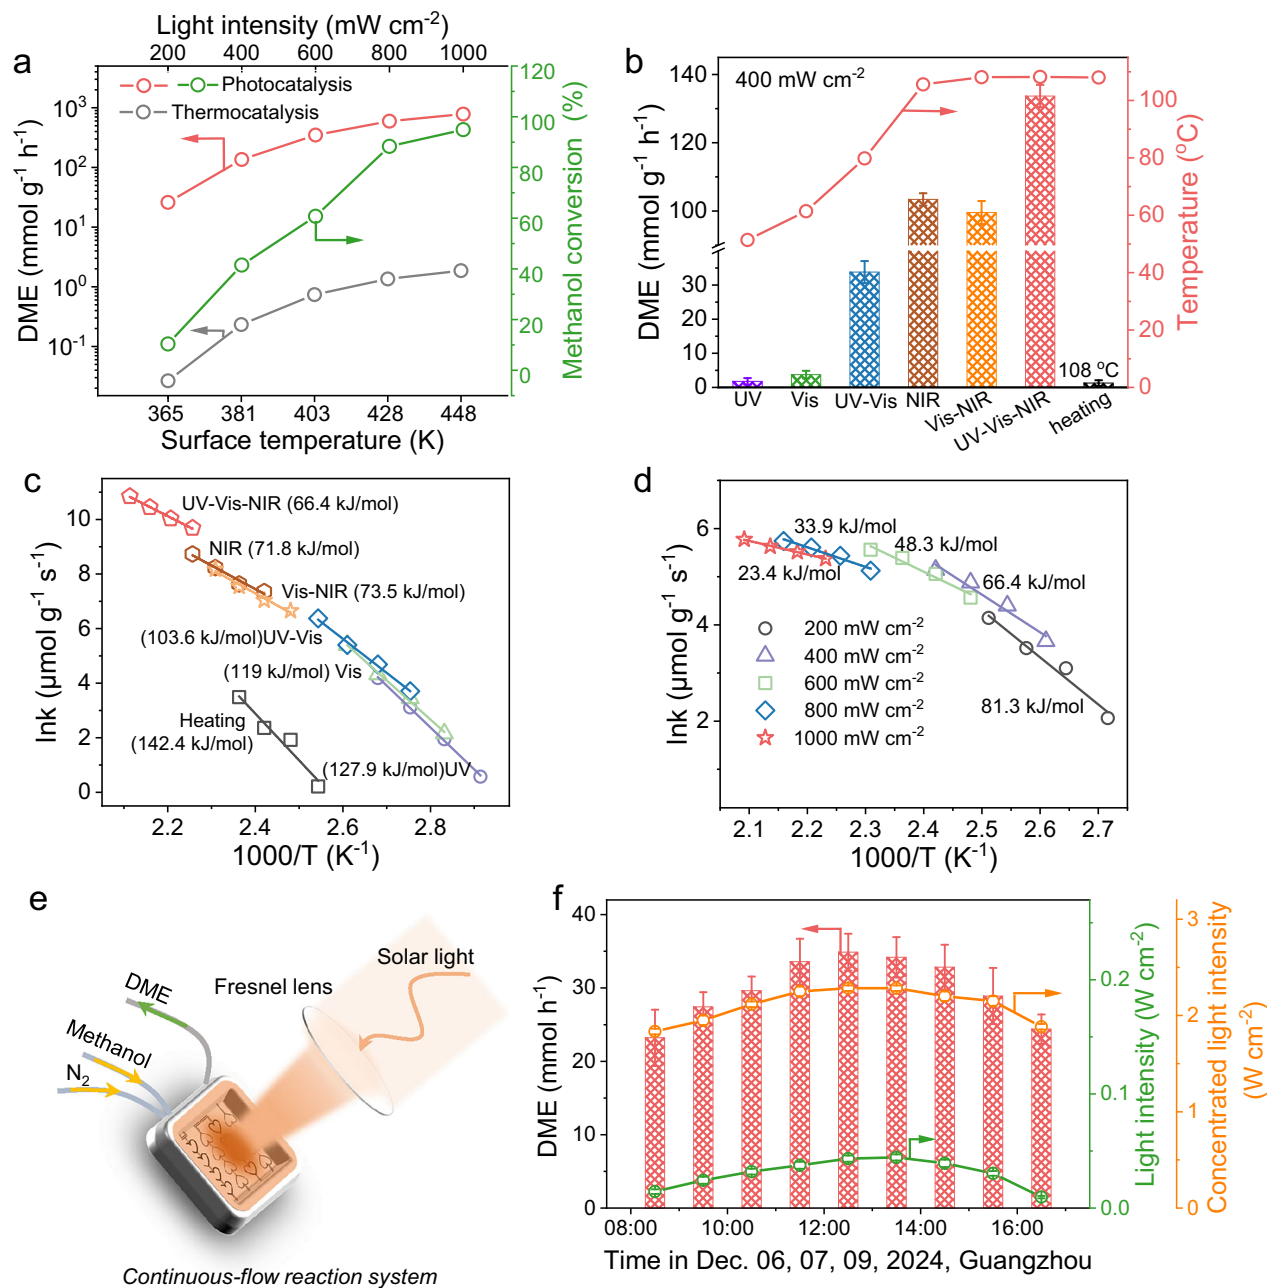 a
Light intensity (mW cm-2)
200 400 600 800 1000
Photocatalysis
Thermocatalysis
DME (mmol g-1 h-1)
10^3
10^2
10^1
10^0
10^-1
Methanol conversion (%)
120
100
80
60
40
20
0
365 381 403 428 448
Surface temperature (K)
b
400 mW cm-2
DME (mmol g-1 h-1)
140
120
100
30
20
10
0
Temperature (oC)
100
80
60
40
20
0
108 oC
UV Vis UV-Vis NIR Vis-NIR UV-Vis-NIR heating
c
lnk (μmol g-1 s-1)
10
8
6
4
2
0
UV-Vis-NIR (66.4 kJ/mol)
NIR (71.8 kJ/mol)
Vis-NIR (73.5 kJ/mol)
(103.6 kJ/mol)UV-Vis
(119 kJ/mol) Vis
Heating
(142.4 kJ/mol)
(127.9 kJ/mol)UV
2.2 2.4 2.6 2.8
1000/T (K-1)
d
lnk (μmol g-1 s-1)
6
4
2
33.9 kJ/mol
48.3 kJ/mol
23.4 kJ/mol
66.4 kJ/mol
81.3 kJ/mol
200 mW cm-2
400 mW cm-2
600 mW cm-2
800 mW cm-2
1000 mW cm-2
2.1 2.2 2.3 2.4 2.5 2.6 2.7
1000/T (K-1)
e
Solar light
Fresnel lens
DME
Methanol
N2
Continuous-flow reaction system
f
DME (mmol h-1)
40
30
20
10
0
Light intensity (W cm-2)
0.2
0.1
0.0
Concentrated light intensity
(W cm-2)
3
2
1
0
08:00 10:00 12:00 14:00 16:00
Time in Dec. 06, 07, 09, 2024, Guangzhou